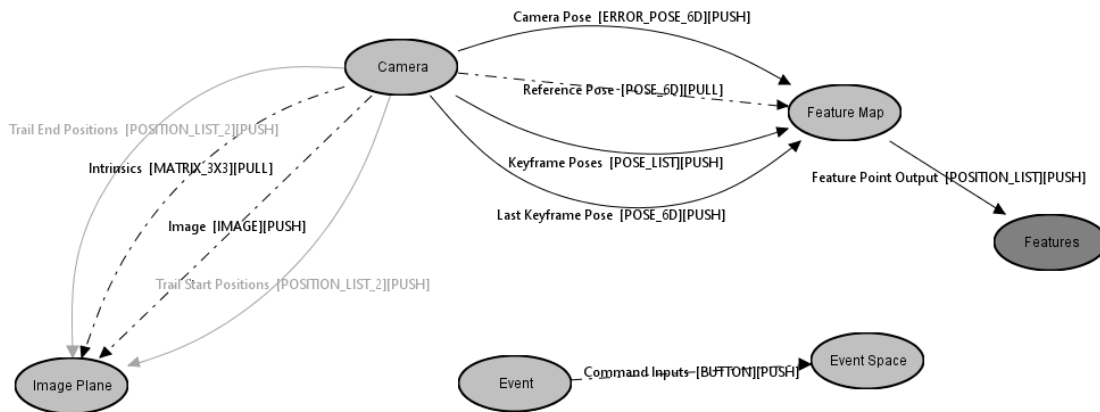 Camera Pose [ERROR_POSE_6D][PUSH]
Camera
Reference Pose [POSE_6D][PULL]
Feature Map
Trail End Positions [POSITION_LIST_2][PUSH]
Intrinsics [MATRIX_3X3][PULL]
Keyframe Poses [POSE_LIST][PUSH]
Feature Point Output [POSITION_LIST][PUSH]
Last Keyframe Pose [POSE_6D][PUSH]
Image [IMAGE][PUSH]
Features
Trail Start Positions [POSITION_LIST_2][PUSH]
Event Space
Command Inputs [BUTTON][PUSH]
Image Plane
Event